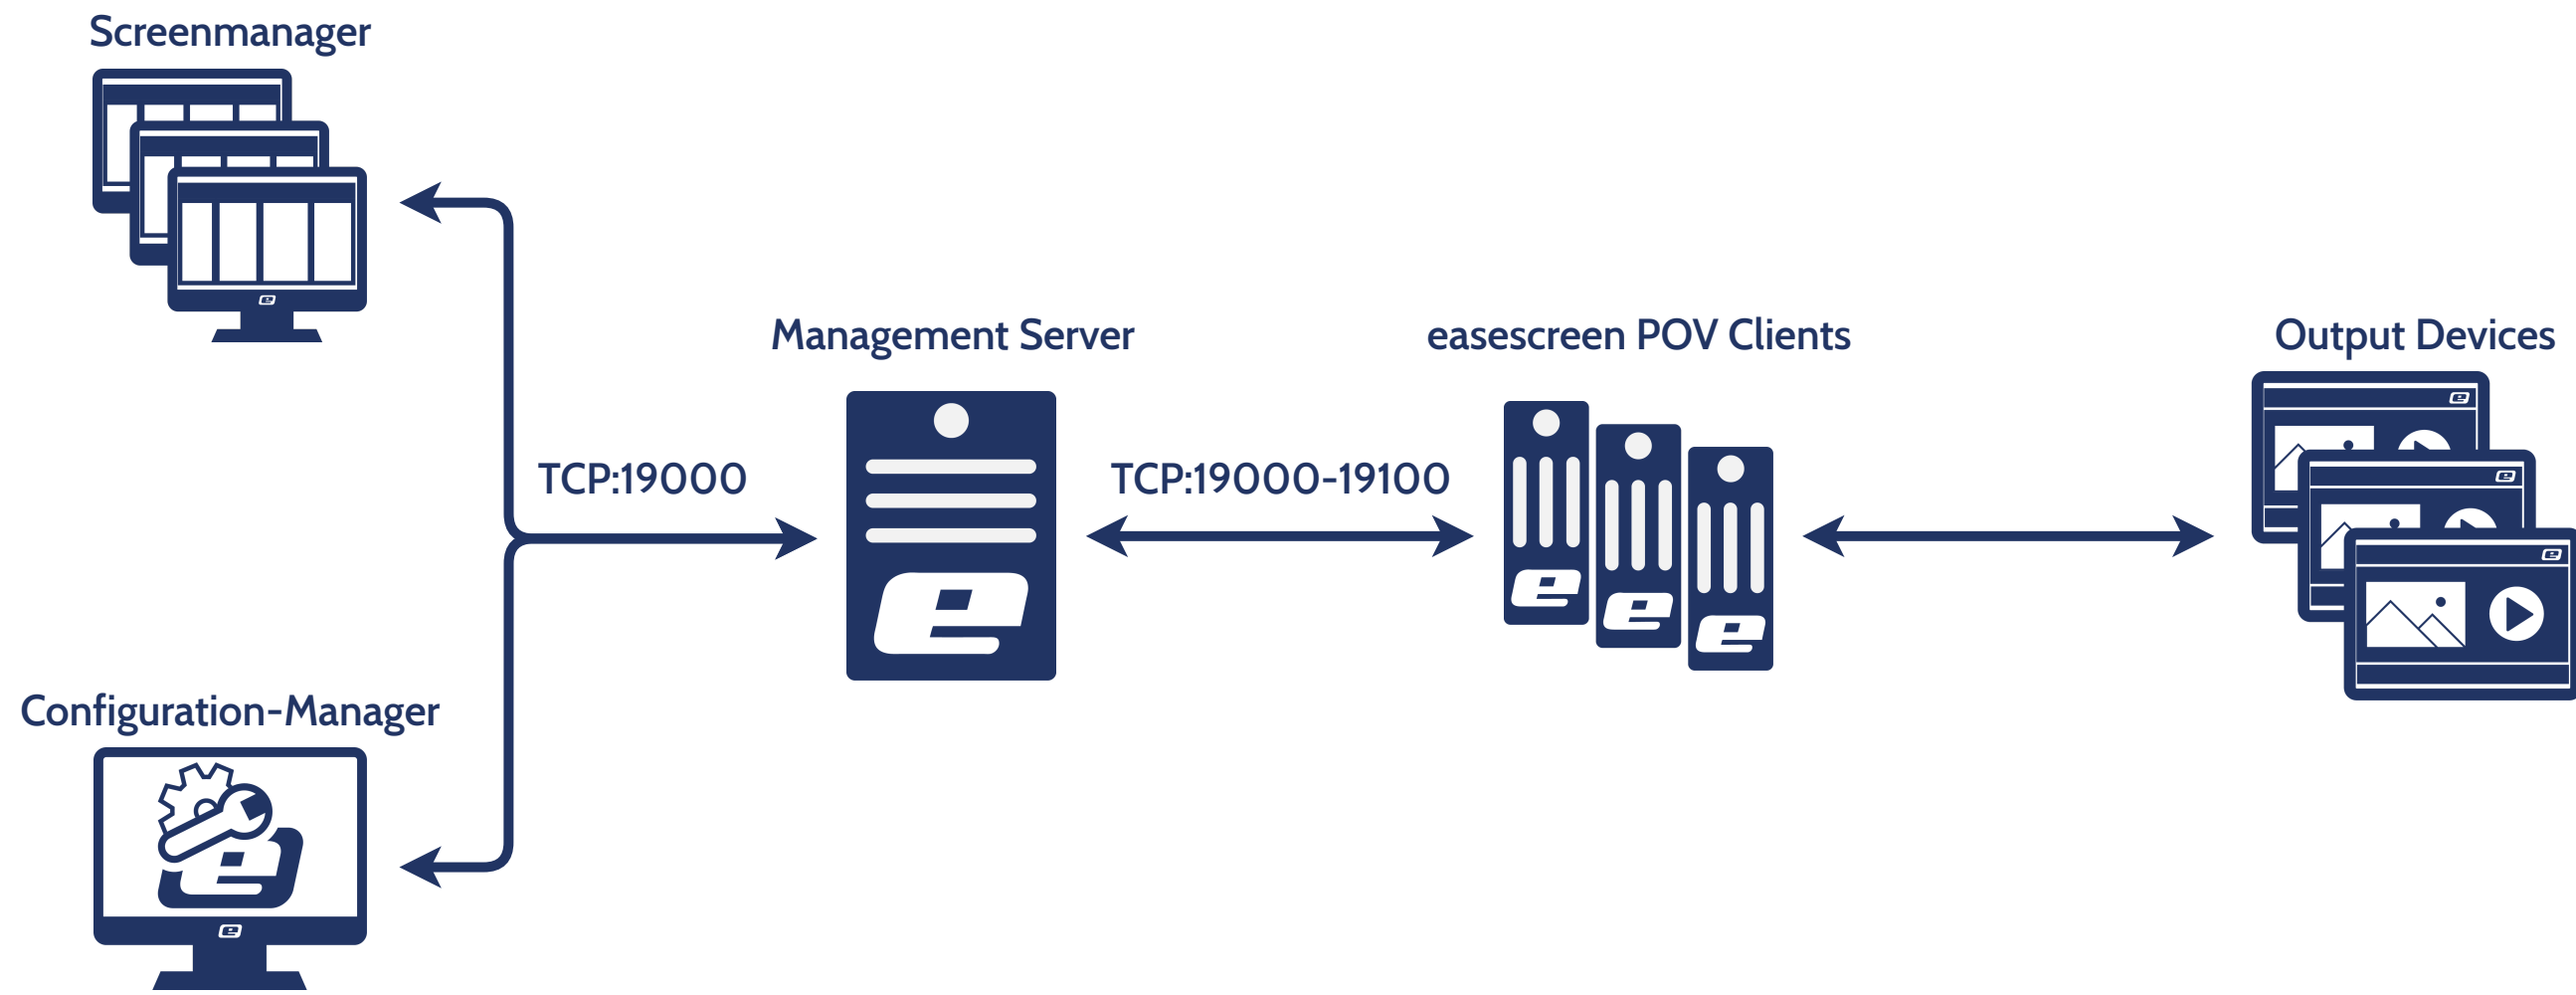 Screenmanager
Management Server
easescreen POV Clients
Output Devices
TCP:19000
TCP:19000-19100
Configuration-Manager